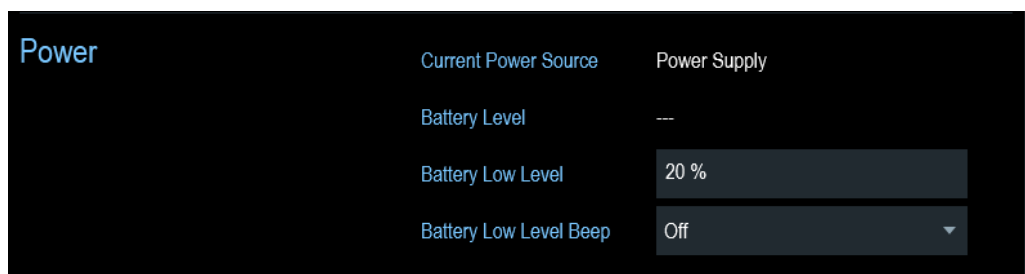 Power
Current Power Source Power Supply
Battery Level ---
Battery Low Level 20 %
Battery Low Level Beep Off